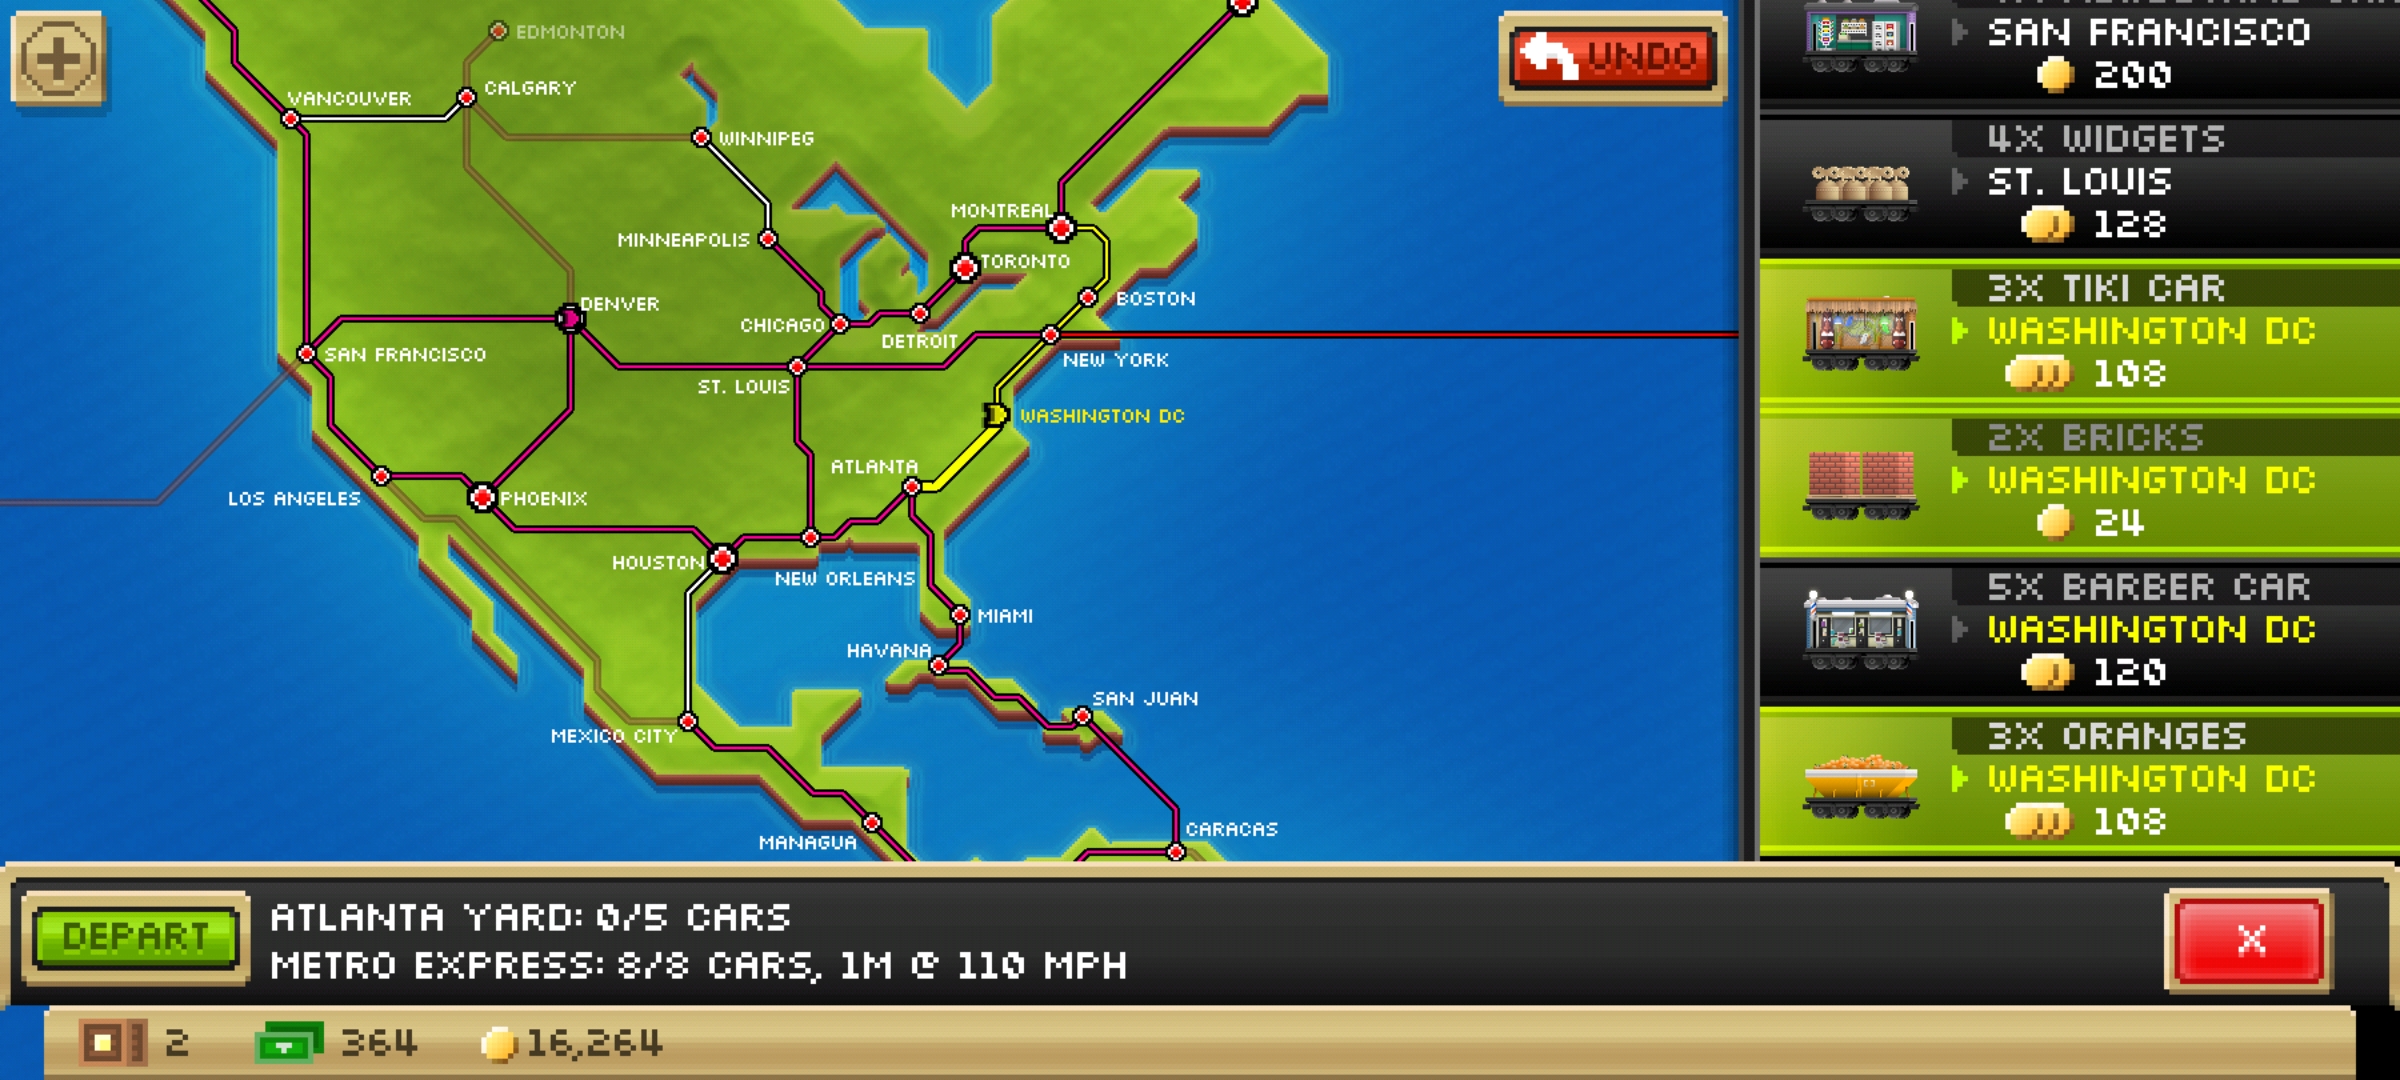 EDMONTON
CALGARY
VANCOUVER
WINNIPEG
MONTREAL
MINNEAPOLIS
TORONTO
BOSTON
DENVER
CHICAGO
DETROIT
SAN FRANCISCO
NEW YORK
ST. LOUIS
WASHINGTON DC
ATLANTA
LOS ANGELES
PHOENIX
HOUSTON
NEW ORLEANS
MIAMI
HAVANA
SAN JUAN
MEXICO CITY
CARACAS
MANAGUA
UNDO
SAN FRANCISCO
200
4X WIDGETS
ST. LOUIS
128
3X TIKI CAR
WASHINGTON DC
108
2X BRICKS
WASHINGTON DC
24
5X BARBER CAR
WASHINGTON DC
120
3X ORANGES
WASHINGTON DC
108
DEPART
ATLANTA YARD: 0/5 CARS
METRO EXPRESS: 8/8 CARS, 1M @ 110 MPH
X
2 364 16,264